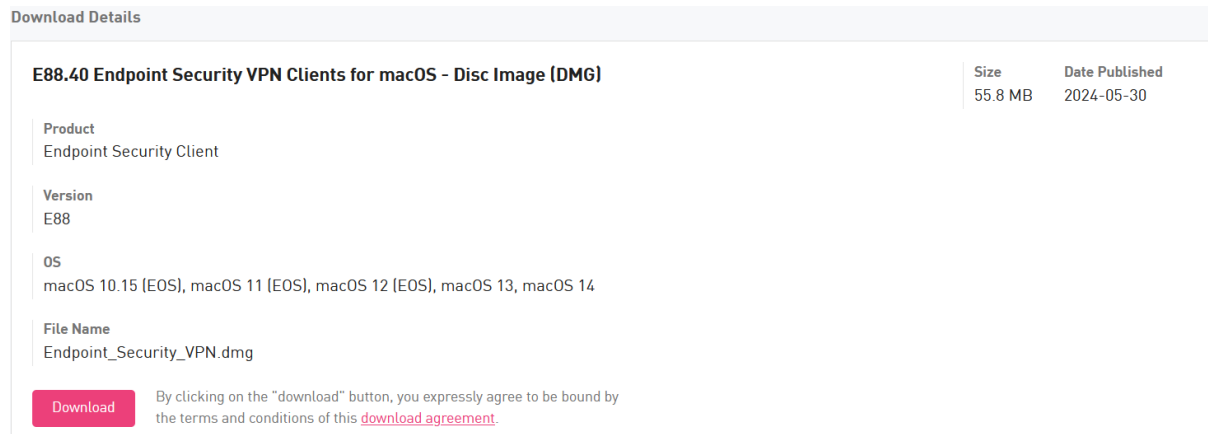 Download Details
E88.40 Endpoint Security VPN Clients for macOS - Disc Image (DMG)
Size
55.8 MB
Date Published
2024-05-30
Product
Endpoint Security Client
Version
E88
OS
macOS 10.15 (EOS), macOS 11 (EOS), macOS 12 (EOS), macOS 13, macOS 14
File Name
Endpoint_Security_VPN.dmg
Download
By clicking on the "download" button, you expressly agree to be bound by
the terms and conditions of this download agreement.